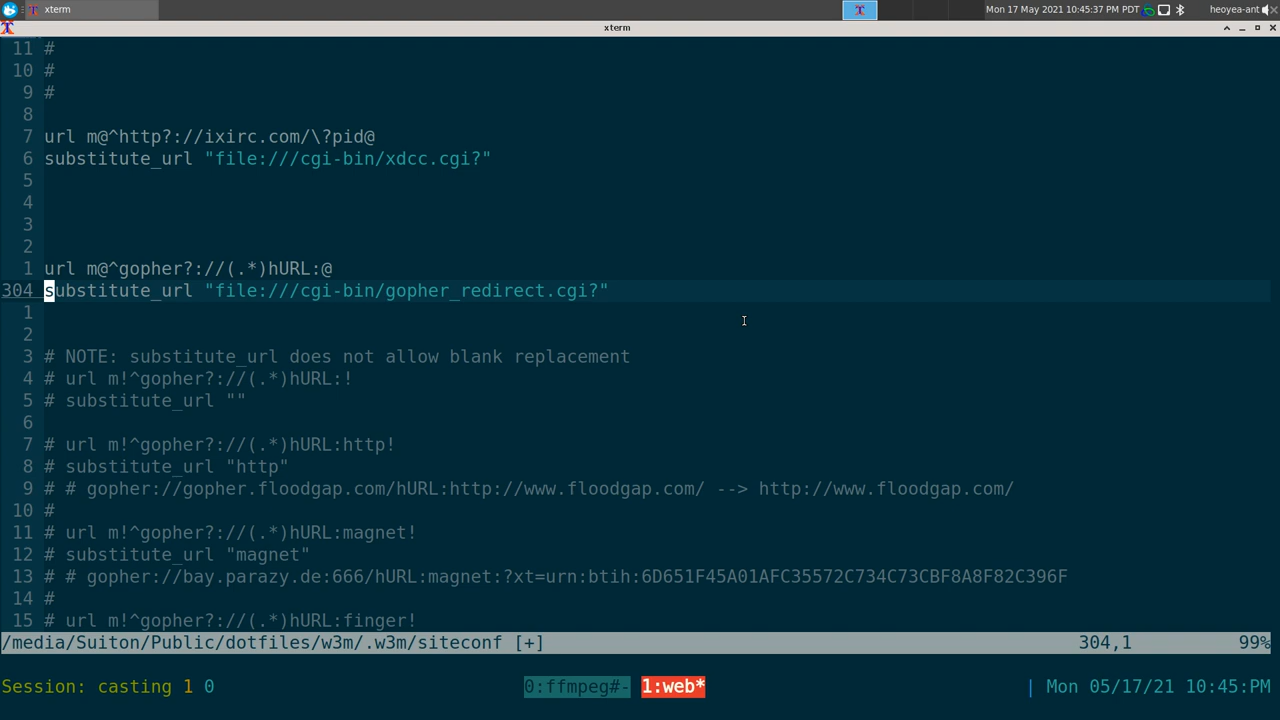 xterm
Mon 17 May 2021 10:45:37 PM PDT
heoyea-ant
xterm
11 #
10 #
9 #
8
7 url m@^http?://ixirc.com/\?pid@
6 substitute_url "file:///cgi-bin/xdcc.cgi?"
5
4
3
2
1 url m@^gopher?://(.*)hURL:@
304 substitute_url "file:///cgi-bin/gopher_redirect.cgi?"
1
2
3 # NOTE: substitute_url does not allow blank replacement
4 # url m!^gopher?://(.*)hURL:!
5 # substitute_url ""
6
7 # url m!^gopher?://(.*)hURL:http!
8 # substitute_url "http"
9 # # gopher://gopher.floodgap.com/hURL:http://www.floodgap.com/ --> http://www.floodgap.com/
10 #
11 # url m!^gopher?://(.*)hURL:magnet!
12 # substitute_url "magnet"
13 # # gopher://bay.parazy.de:666/hURL:magnet:?xt=urn:btih:6D651F45A01AFC35572C734C73CBF8A8F82C396F
14 #
15 # url m!^gopher?://(.*)hURL:finger!
/media/Suiton/Public/dotfiles/w3m/.w3m/siteconf [+] 304,1 99%
Session: casting 1 0 0:ffmpeg#- 1:web* | Mon 05/17/21 10:45:PM